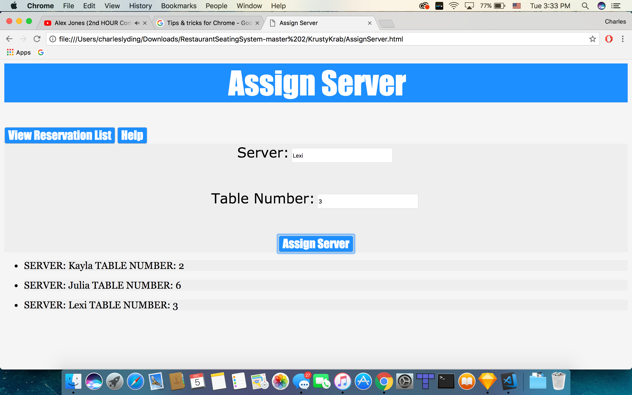 Chrome File Edit View History Bookmarks People Window Help 77% Tue 3:33 PM
Alex Jones (2nd HOUR Com Tips & tricks for Chrome - Goo Assign Server Charles
file:///Users/charleslyding/Downloads/RestaurantSeatingSystem-master%202/KrustyKrab/AssignServer.html
Apps
Assign Server
View Reservation List Help
Server: Lexi
Table Number: 3
Assign Server
• SERVER: Kayla TABLE NUMBER: 2
• SERVER: Julia TABLE NUMBER: 6
• SERVER: Lexi TABLE NUMBER: 3
5